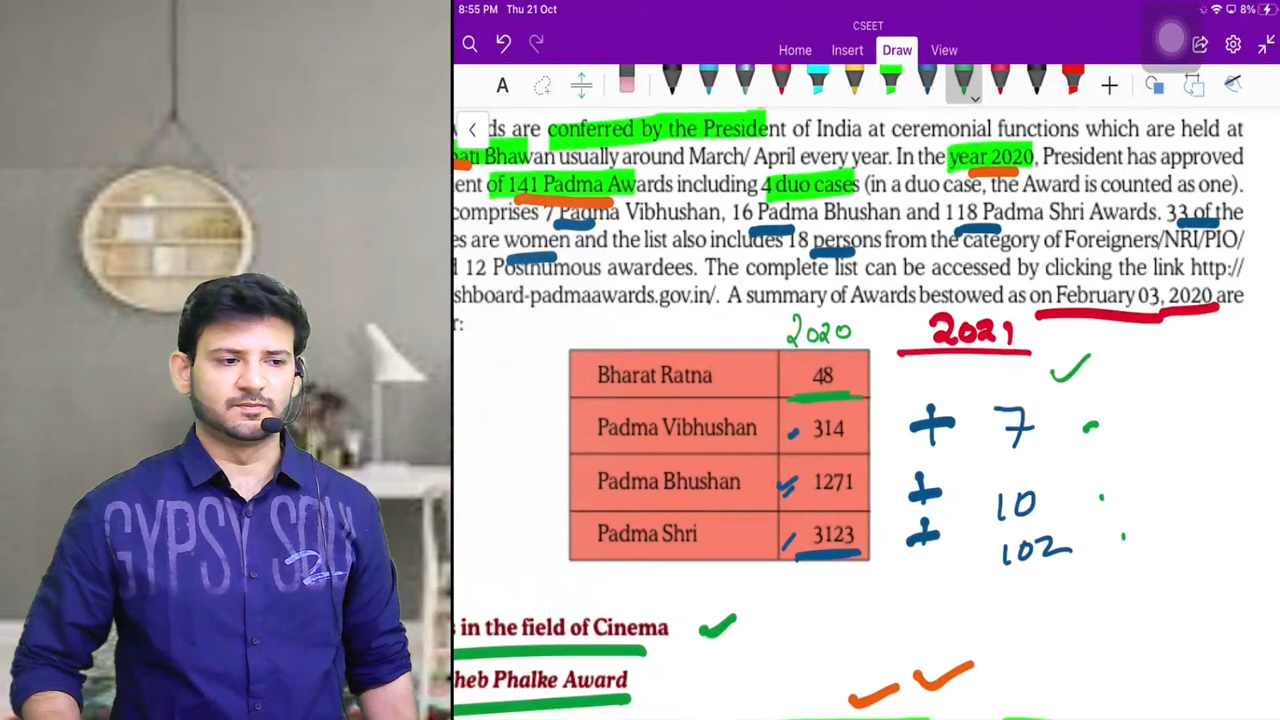 8:55 PM Thu 21 Oct
8%
CSEET
Home Insert Draw View
A
ds are conferred by the President of India at ceremonial functions which are held at
ati Bhawan usually around March/ April every year. In the year 2020, President has approved
ent of 141 Padma Awards including 4 duo cases (in a duo case, the Award is counted as one).
comprises 7 Padma Vibhushan, 16 Padma Bhushan and 118 Padma Shri Awards. 33 of the
es are women and the list also includes 18 persons from the category of Foreigners/NRI/PIO/
12 Posthumous awardees. The complete list can be accessed by clicking the link http://
shboard-padmaawards.gov.in/. A summary of Awards bestowed as on February 03, 2020 are
r:
2020 2021
Bharat Ratna 48
Padma Vibhushan 314 + 7
Padma Bhushan 1271 + 10
Padma Shri 3123 + 102
s in the field of Cinema
heb Phalke Award
GYPSY SOUL